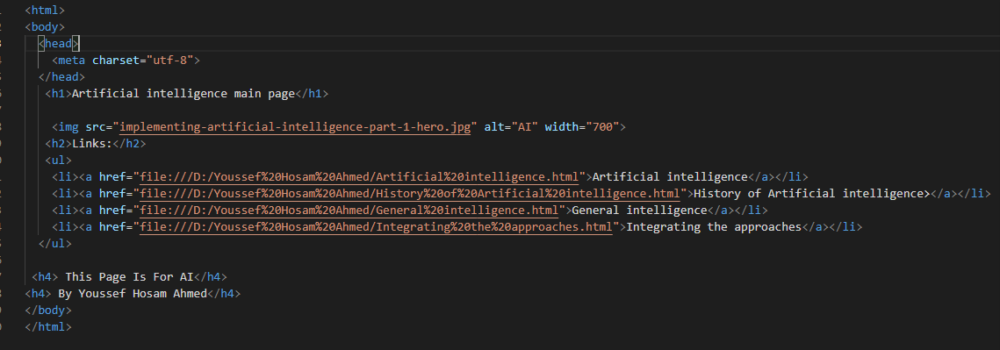 <html>
<body>
<head>
<meta charset="utf-8">
</head>
<h1>Artificial intelligence main page</h1>
<img src="implementing-artificial-intelligence-part-1-hero.jpg" alt="AI" width="700">
<h2>Links:</h2>
<ul>
<li><a href="file:///D:/Youssef%20Hosam%20Ahmed/Artificial%20intelligence.html">Artificial intelligence</a></li>
<li><a href="file:///D:/Youssef%20Hosam%20Ahmed/History%20of%20Artificial%20intelligence.html">History of Artificial intelligence></a></li>
<li><a href="file:///D:/Youssef%20Hosam%20Ahmed/General%20intelligence.html">General intelligence</a></li>
<li><a href="file:///D:/Youssef%20Hosam%20Ahmed/Integrating%20the%20approaches.html">Integrating the approaches</a></li>
</ul>
<h4> This Page Is For AI</h4>
<h4> By Youssef Hosam Ahmed</h4>
</body>
</html>